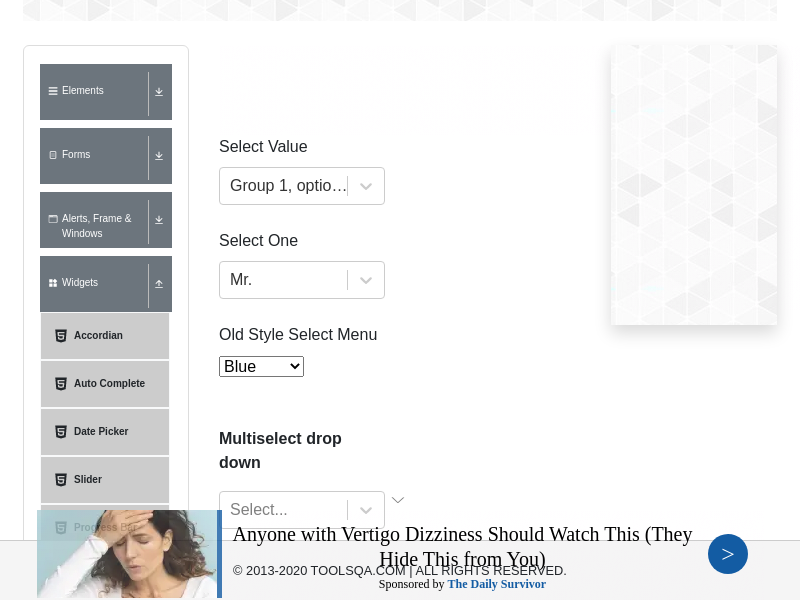 Elements
Forms
Alerts, Frame &
Windows
Widgets
Accordian
Auto Complete
Date Picker
Slider
Progress Bar
Select Value
Group 1, optio...
Select One
Mr.
Old Style Select Menu
Blue
Multiselect drop
down
Select...
Anyone with Vertigo Dizziness Should Watch This (They
Hide This from You)
Sponsored by The Daily Survivor
>
© 2013-2020 TOOLSQA.COM | ALL RIGHTS RESERVED.